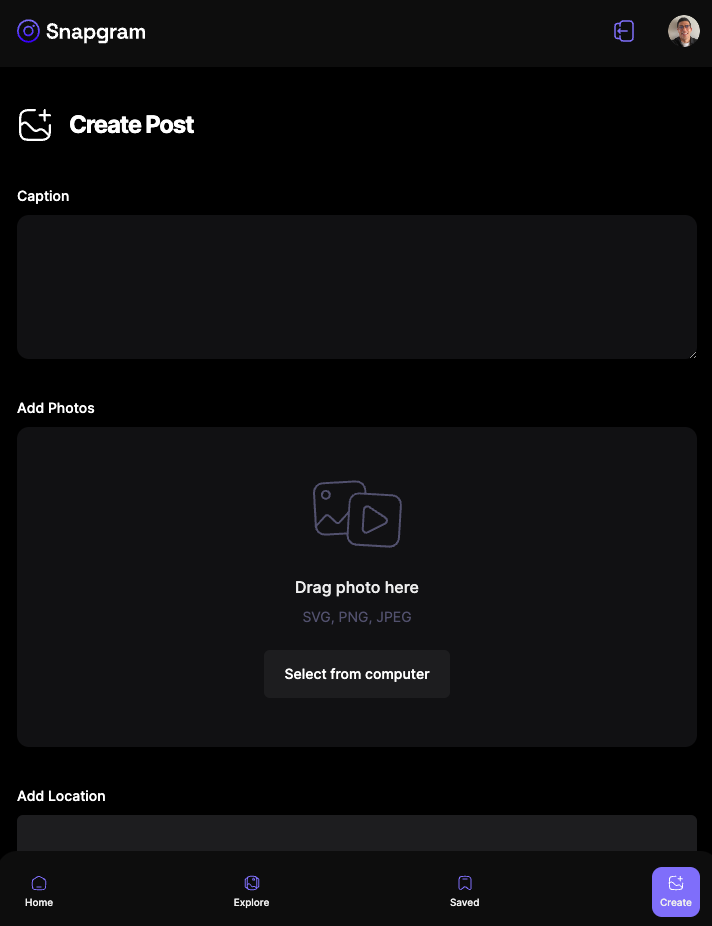 Snapgram
Create Post
Caption
Add Photos
Drag photo here
SVG, PNG, JPEG
Select from computer
Add Location
Home
Explore
Saved
Create